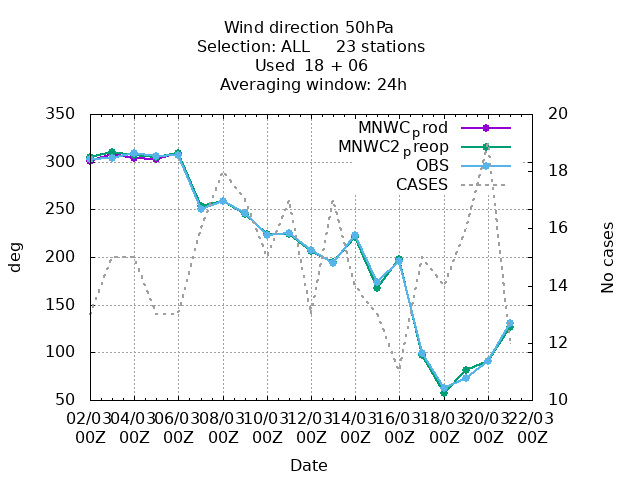 Wind direction 50hPa
Selection: ALL 23 stations
Used 18 + 06
Averaging window: 24h
350 20
MNWCprod
MNWC2preop
300
OBS
18
CASES
250
16
200
14
150
12
100
50 10
deg
No cases
02/03 04/03 06/03 08/03 10/03 12/03 14/03 16/03 18/03 20/03 22/03
00Z 00Z 00Z 00Z 00Z 00Z 00Z 00Z 00Z 00Z 00Z
Date